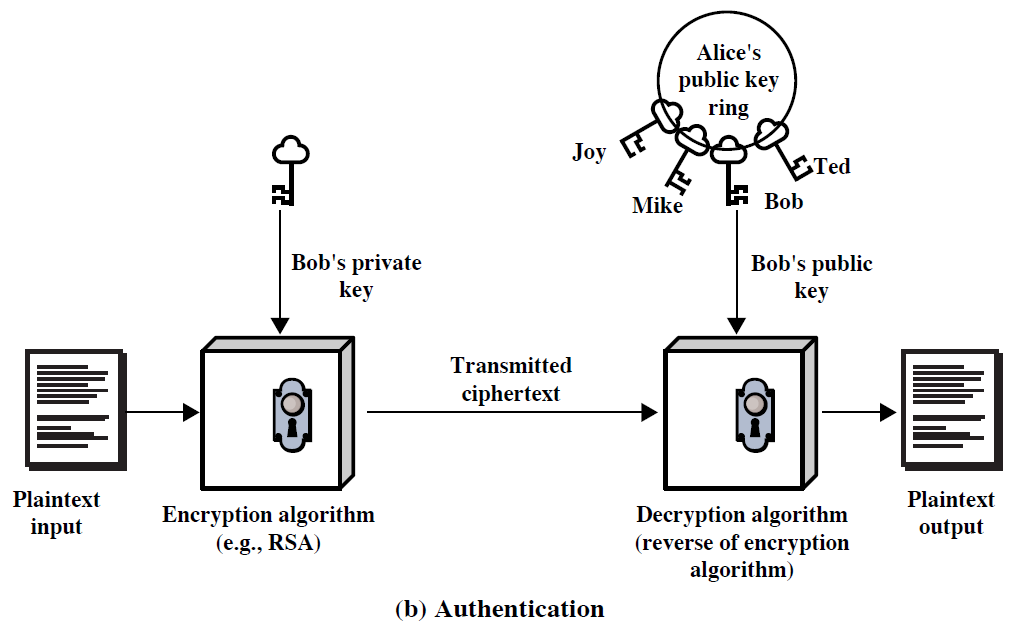 Alice's
public key
ring
Joy
Mike
Bob
Ted
Bob's private
key
Bob's public
key
Transmitted
ciphertext
Plaintext
input
Encryption algorithm
(e.g., RSA)
Decryption algorithm
(reverse of encryption
algorithm)
Plaintext
output
(b) Authentication